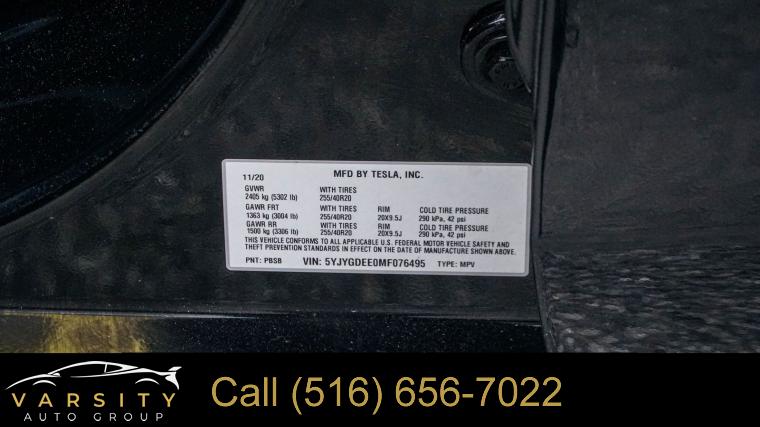 11/20 MFD BY TESLA, INC.
GVWR WITH TIRES
2405 kg (5302 lb) 255/40R20
GAWR FRT WITH TIRES RIM COLD TIRE PRESSURE
1363 kg (3004 lb) 255/40R20 20X9.5J 290 kPa, 42 psi
GAWR RR WITH TIRES RIM COLD TIRE PRESSURE
1500 kg (3306 lb) 255/40R20 20X9.5J 290 kPa, 42 psi
THIS VEHICLE CONFORMS TO ALL APPLICABLE U.S. FEDERAL MOTOR VEHICLE SAFETY AND
THEFT PREVENTION STANDARDS IN EFFECT ON THE DATE OF MANUFACTURE SHOWN ABOVE.
PNT: PBSB VIN: 5YJYGDEE0MF076495 TYPE: MPV
VARSITY
AUTO GROUP
Call (516) 656-7022